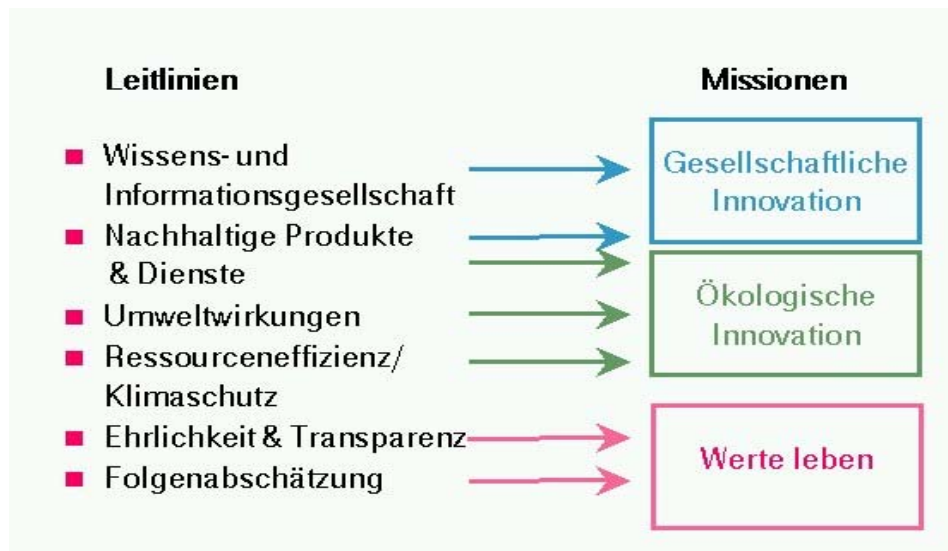 Leitlinien
Wissens- und
Informationsgesellschaft
Nachhaltige Produkte
& Dienste
Umweltwirkungen
Ressourceneffizienz/
Klimaschutz
Ehrlichkeit & Transparenz
Folgenabschätzung
Missionen
Gesellschaftliche
Innovation
Ökologische
Innovation
Werte leben